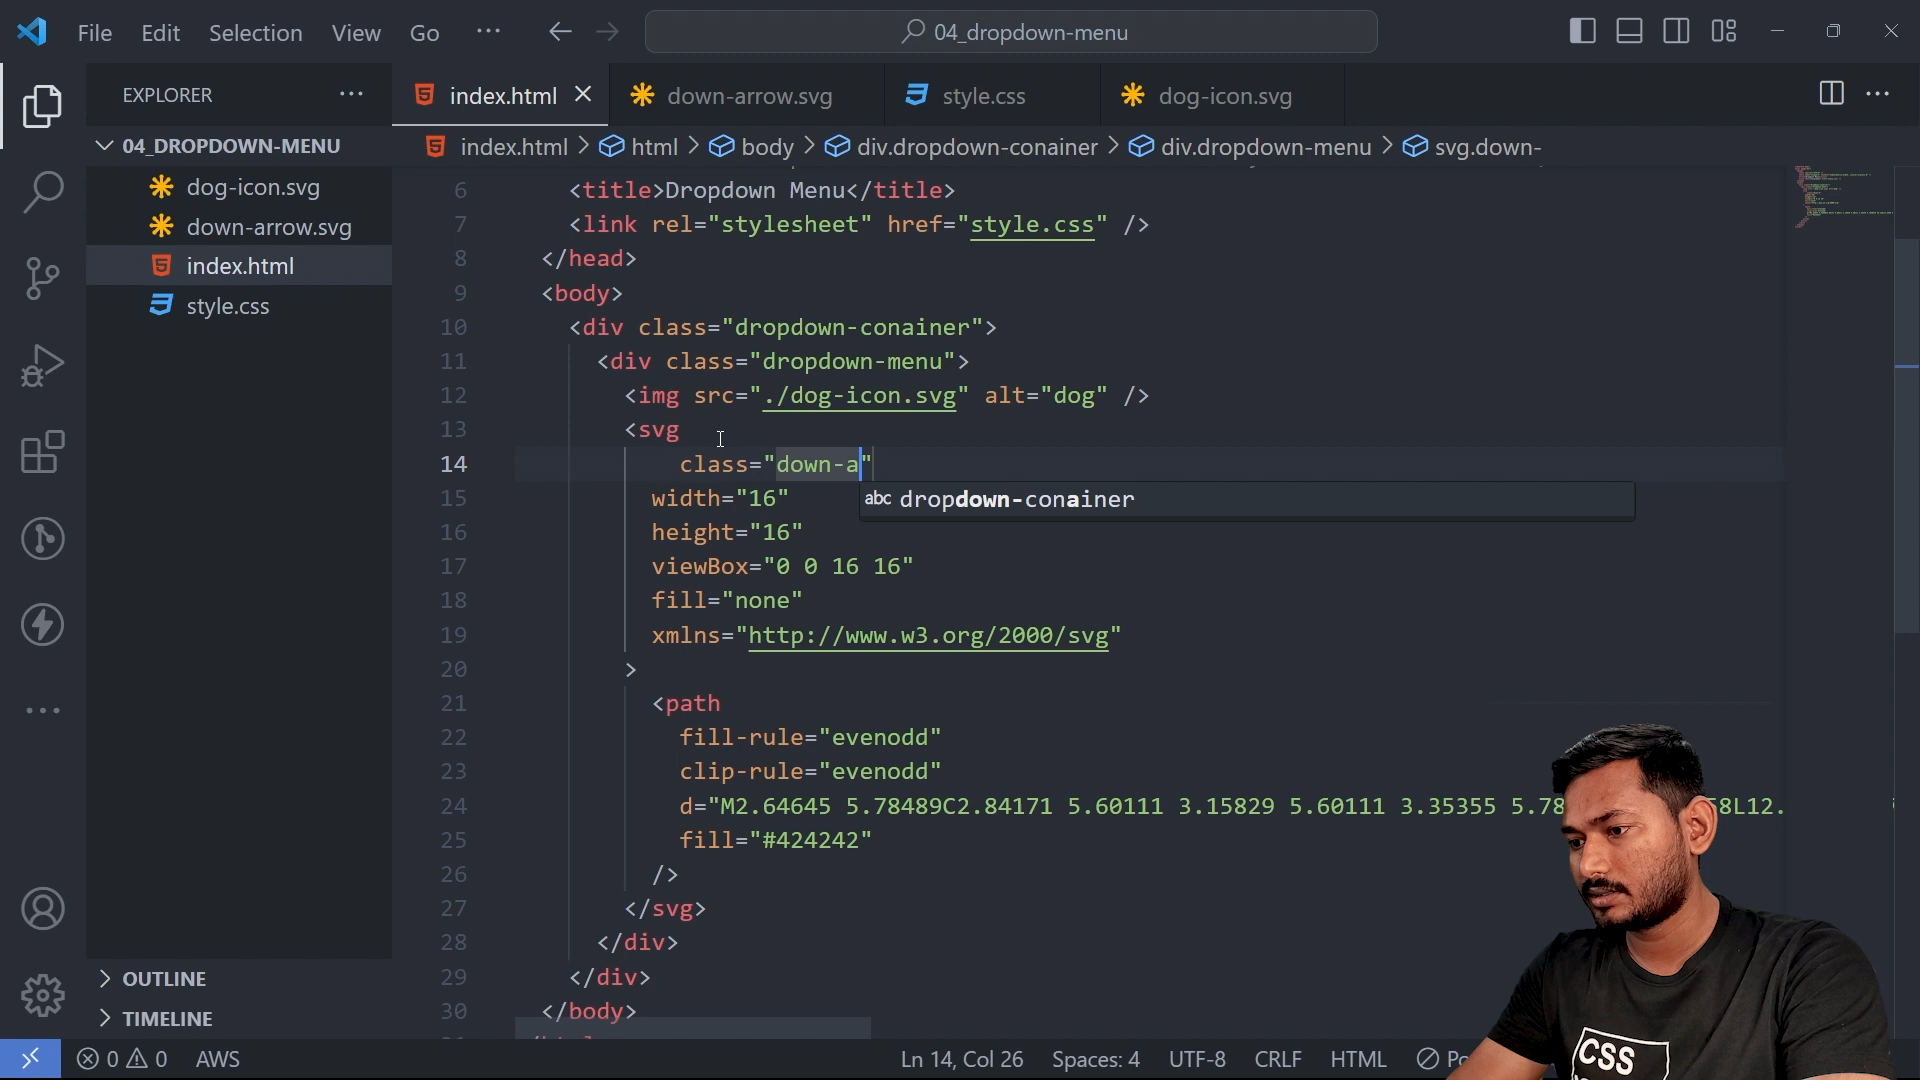 File Edit Selection View Go ... 04_dropdown-menu
EXPLORER ... index.html down-arrow.svg style.css dog-icon.svg ...
04_DROPDOWN-MENU
dog-icon.svg
down-arrow.svg
index.html
style.css
index.html > html > body > div.dropdown-conainer > div.dropdown-menu > svg.down-
6 <title>Dropdown Menu</title>
7 <link rel="stylesheet" href="style.css" />
8 </head>
9 <body>
10 <div class="dropdown-conainer">
11 <div class="dropdown-menu">
12 <img src="./dog-icon.svg" alt="dog" />
13 <svg
14 class="down-a"
abc dropdown-conainer
15 width="16"
16 height="16"
17 viewBox="0 0 16 16"
18 fill="none"
19 xmlns="http://www.w3.org/2000/svg"
20 >
21 <path
22 fill-rule="evenodd"
23 clip-rule="evenodd"
24 d="M2.64645 5.78489C2.84171 5.60111 3.15829 5.60111 3.35355 5.78 8L12.
25 fill="#424242"
26 />
27 </svg>
28 </div>
29 </div>
30 </body>
OUTLINE
TIMELINE
0 0 AWS Ln 14, Col 26 Spaces: 4 UTF-8 CRLF HTML
CSS